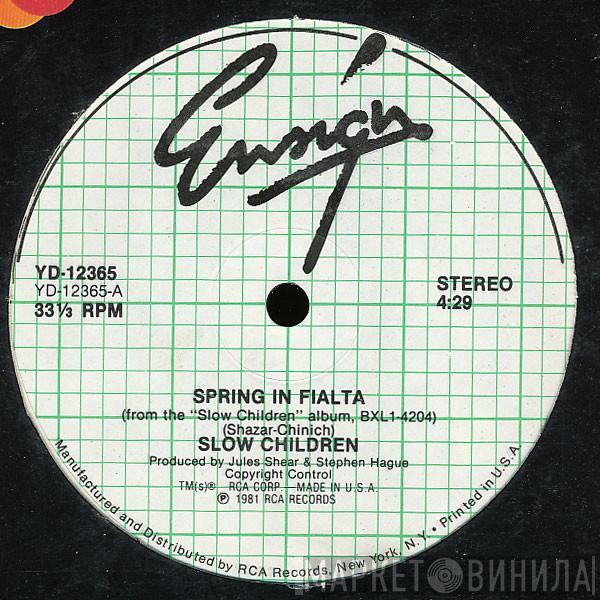 Ensign
YD-12365
YD-12365-A
33⅓ RPM
STEREO
4:29
SPRING IN FIALTA
(from the "Slow Children" album, BXL1-4204)
(Shazar-Chinich)
SLOW CHILDREN
Produced by Jules Shear & Stephen Hague
Copyright Control
TM(s)® RCA CORP.—MADE IN U.S.A.
℗ 1981 RCA RECORDS
Manufactured and Distributed by RCA Records, New York, N.Y. • Printed in U.S.A.
МАРКЕТ ВИНИЛА